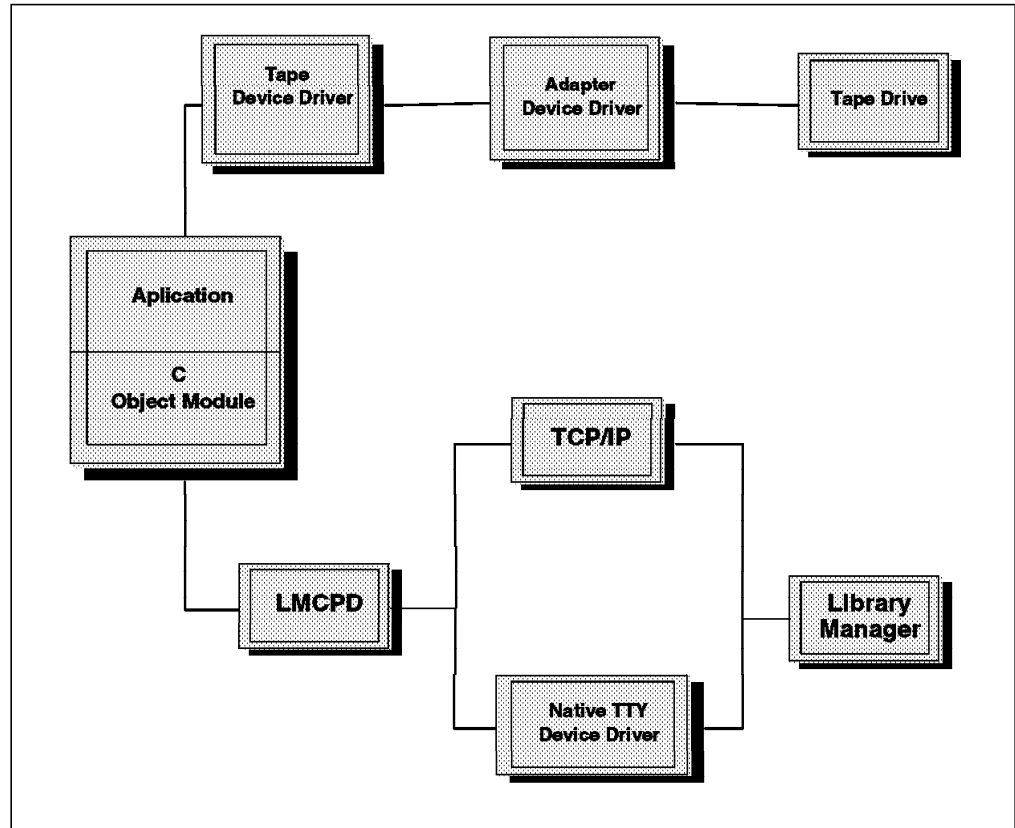 Tape
Device Driver
Adapter
Device Driver
Tape Drive
Aplication
C
Object Module
TCP/IP
LMCPD
Library
Manager
Native TTY
Device Driver